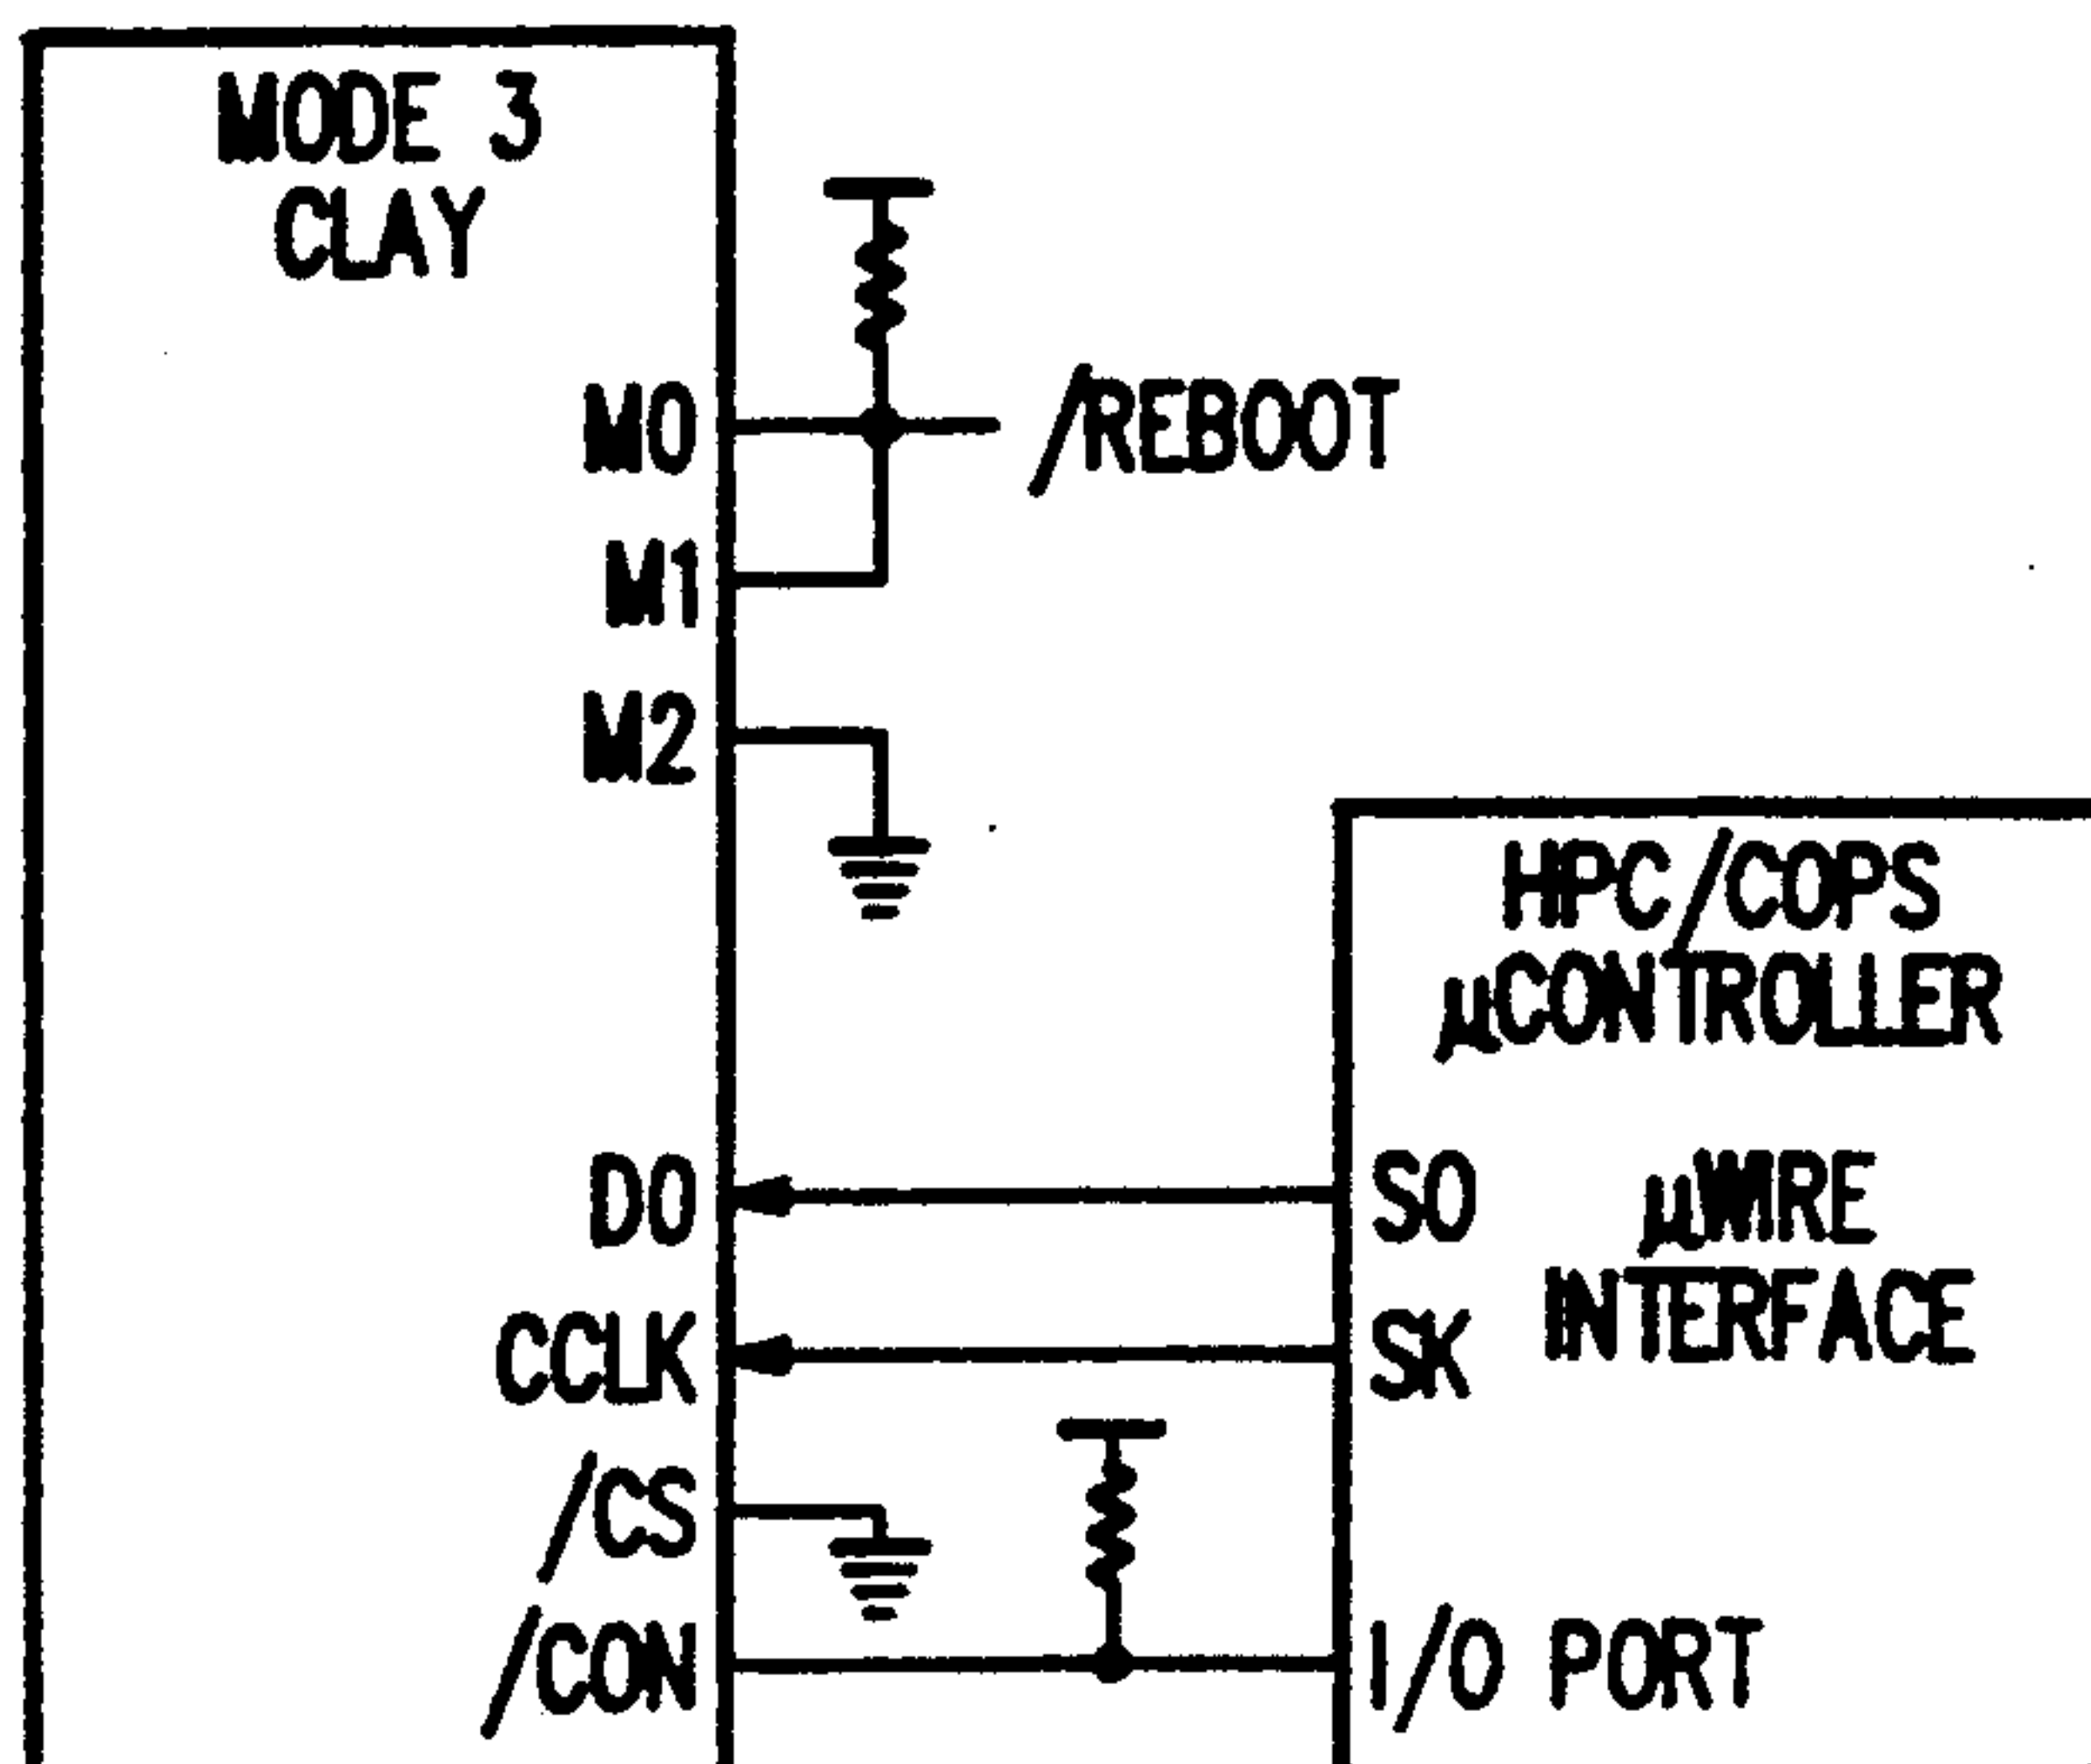 MODE 3
CLAY
M0
/REBOOT
M1
M2
HPC/COPS
μCONTROLLER
D0
SO
μWIRE
INTERFACE
CCLK
SK
/CS
/CON
I/O PORT